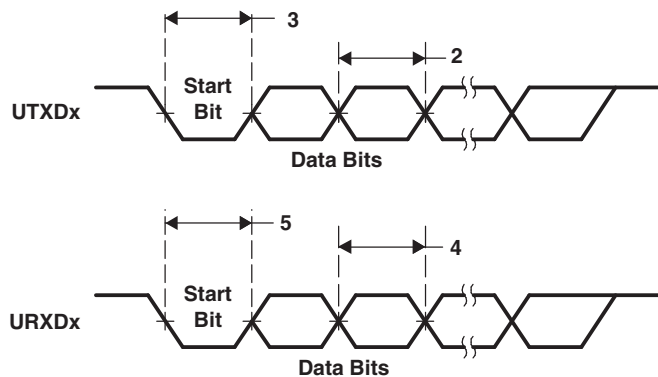 3
2
Start
Bit
UTXDx
Data Bits
5
4
Start
Bit
URXDx
Data Bits